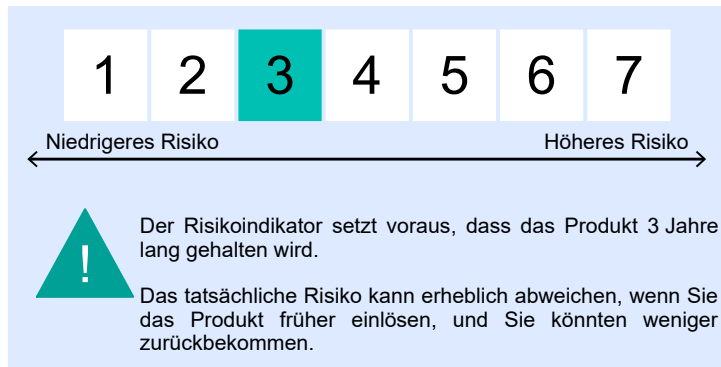 1 2 3 4 5 6 7
Niedrigeres Risiko Höheres Risiko
!
Der Risikoindikator setzt voraus, dass das Produkt 3 Jahre
lang gehalten wird.
Das tatsächliche Risiko kann erheblich abweichen, wenn Sie
das Produkt früher einlösen, und Sie könnten weniger
zurückbekommen.